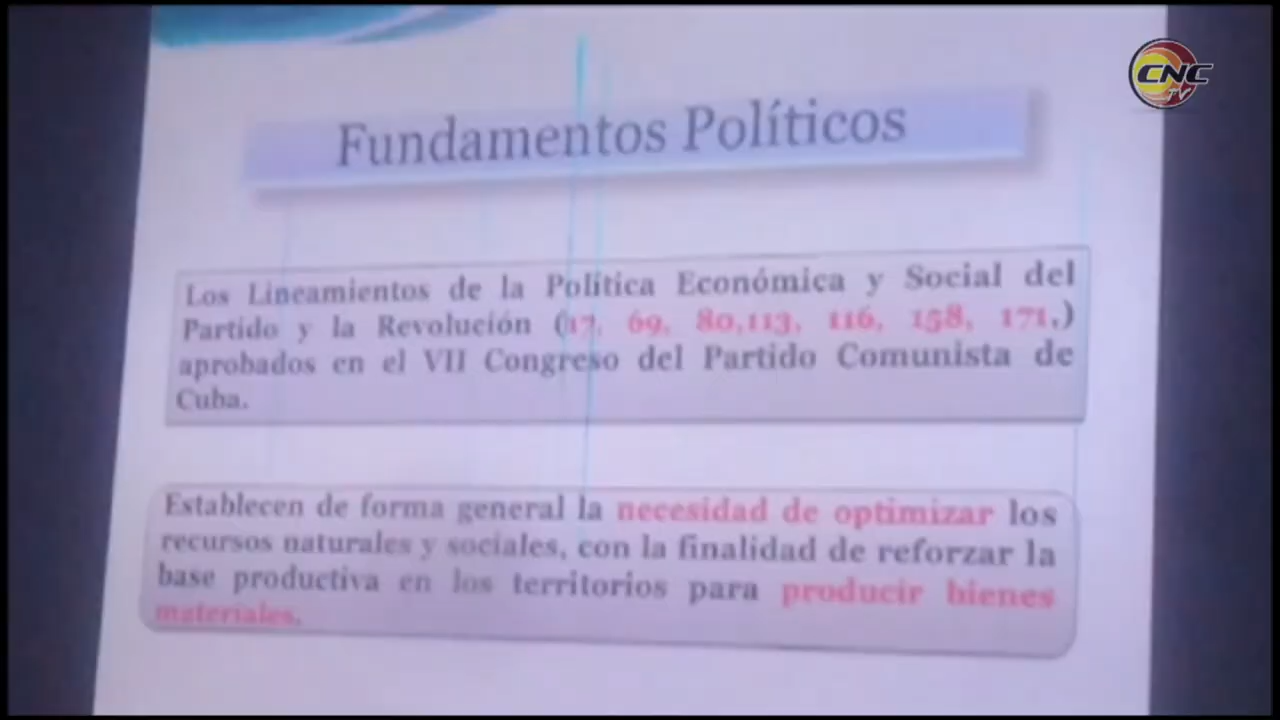 CNC
TV
Fundamentos Políticos
Los Lineamientos de la Política Económica y Social del
Partido y la Revolución (17, 69, 80,113, 116, 158, 171,)
aprobados en el VII Congreso del Partido Comunista de
Cuba.
Establecen de forma general la necesidad de optimizar los
recursos naturales y sociales, con la finalidad de reforzar la
base productiva en los territorios para producir bienes
materiales.